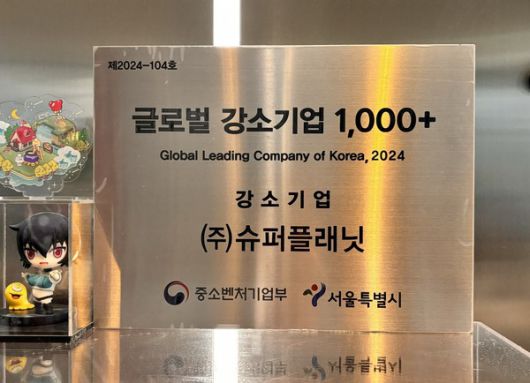 제2024-104호
글로벌 강소기업 1,000+
Global Leading Company of Korea, 2024
강소기업
(주)슈퍼플래닛
중소벤처기업부 서울특별시